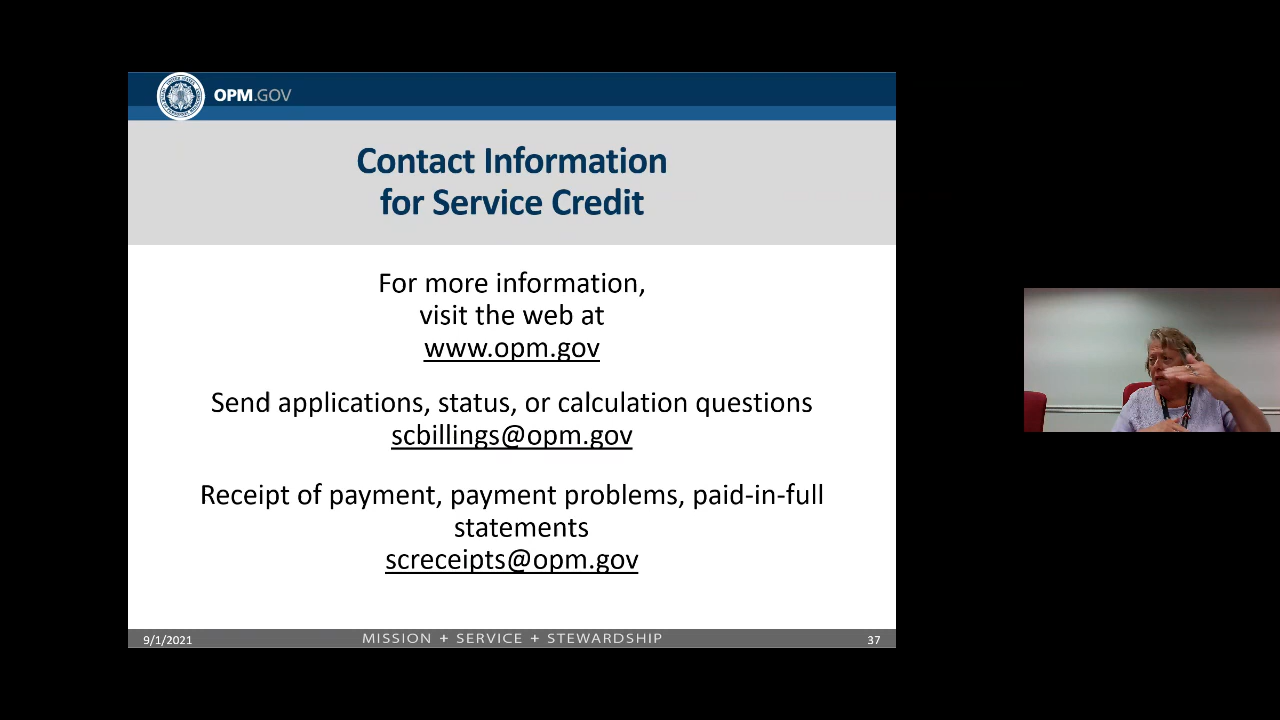 OPM.GOV
Contact Information
for Service Credit
For more information,
visit the web at
www.opm.gov
Send applications, status, or calculation questions
scbillings@opm.gov
Receipt of payment, payment problems, paid-in-full
statements
screceipts@opm.gov
9/1/2021
MISSION + SERVICE + STEWARDSHIP
37